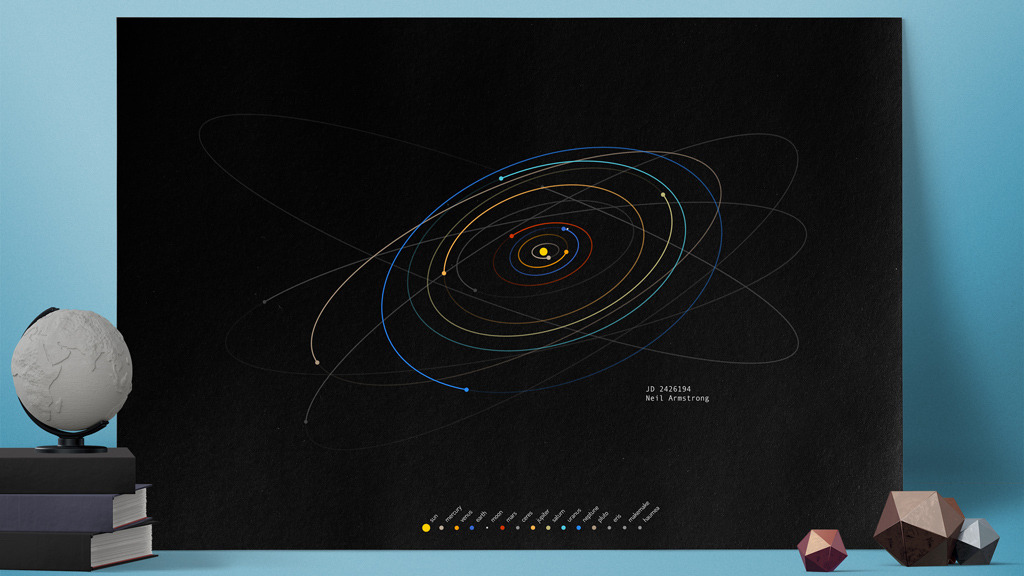 JD 2426194
Neil Armstrong
sun mercury venus earth moon mars ceres jupiter saturn uranus neptune pluto eris makemake haumea